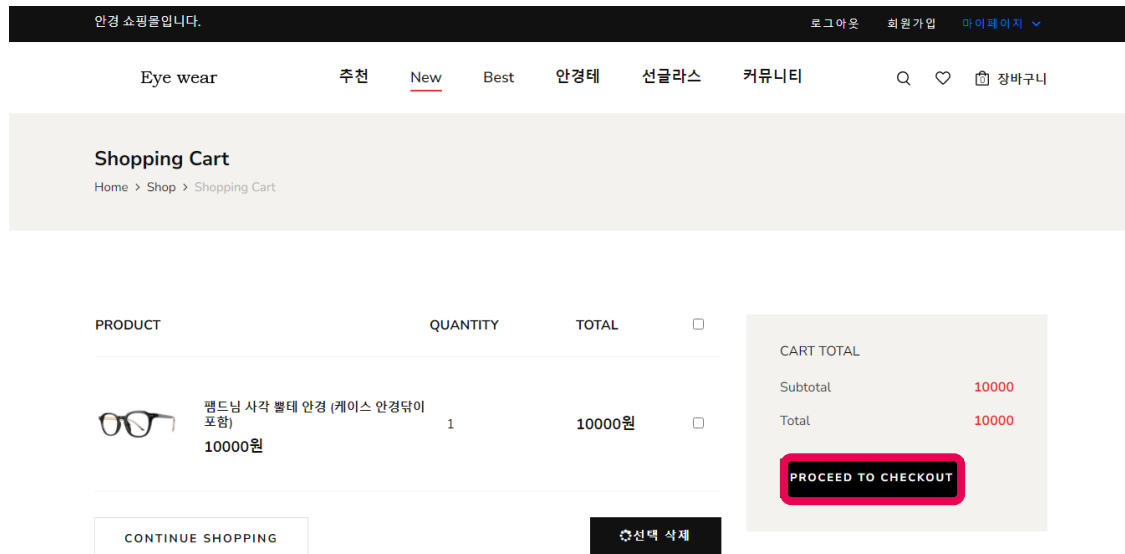 안경 쇼핑몰입니다.
로그아웃 회원가입 마이페이지
Eye wear 추천 New Best 안경테 선글라스 커뮤니티 0 장바구니
Shopping Cart
Home > Shop > Shopping Cart
PRODUCT QUANTITY TOTAL
팸드님 사각 뿔테 안경 (케이스 안경닦이
포함)
10000원
1
10000원
CONTINUE SHOPPING
선택 삭제
CART TOTAL
Subtotal 10000
Total 10000
PROCEED TO CHECKOUT